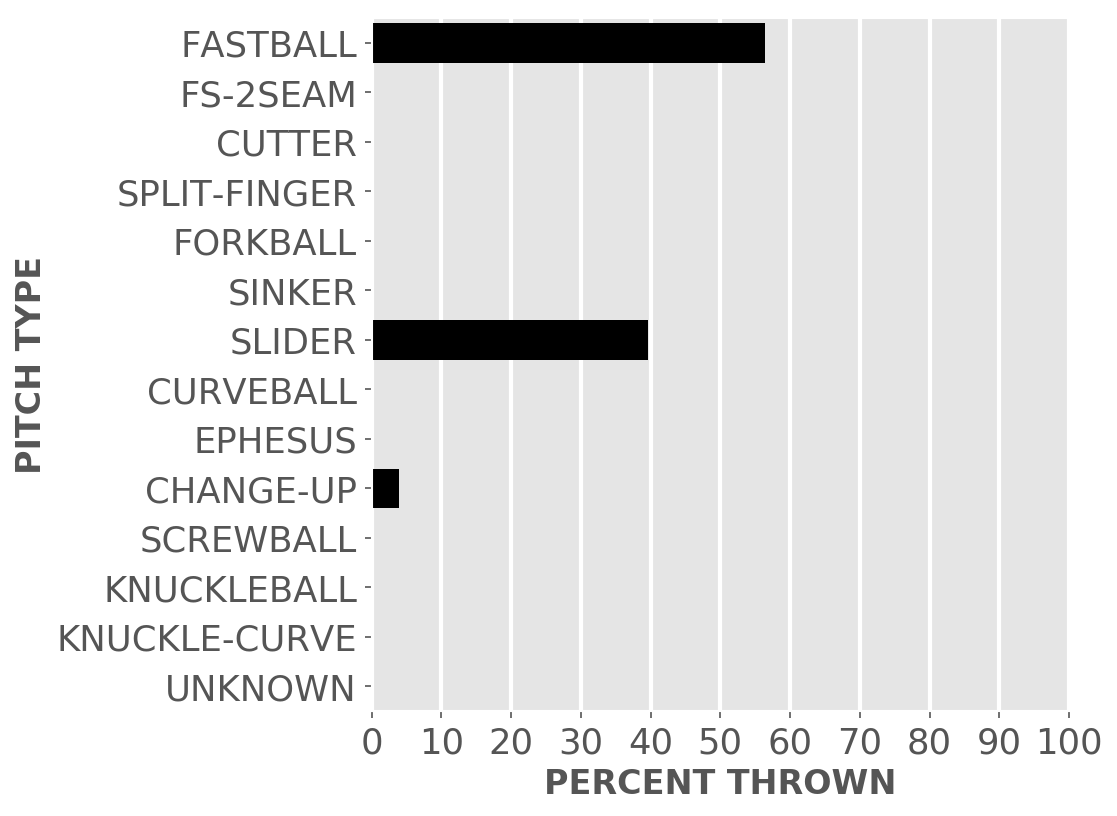 FASTBALL
FS-2SEAM
CUTTER
SPLIT-FINGER
FORKBALL
SINKER
SLIDER
CURVEBALL
EPHESUS
CHANGE-UP
SCREWBALL
KNUCKLEBALL
KNUCKLE-CURVE
UNKNOWN
PITCH TYPE
0 10 20 30 40 50 60 70 80 90 100
PERCENT THROWN